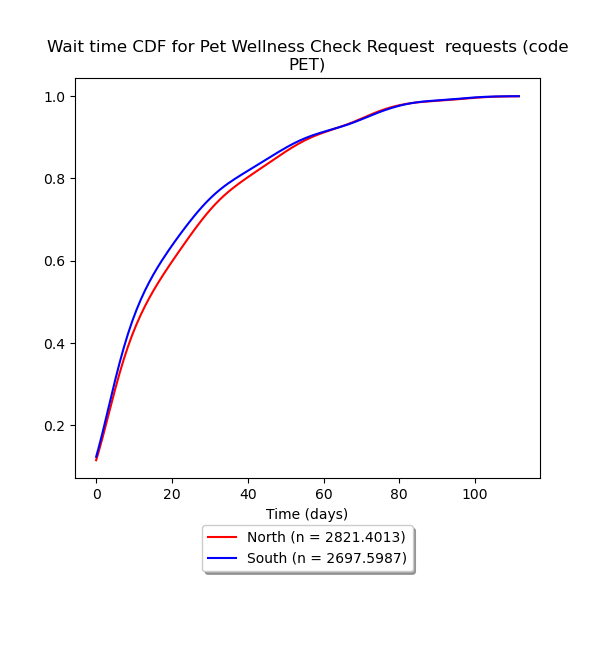 Wait time CDF for Pet Wellness Check Request  requests (code
PET)
1.0
0.8
0.6
0.4
0.2
0 20 40 60 80 100
Time (days)
North (n = 2821.4013)
South (n = 2697.5987)